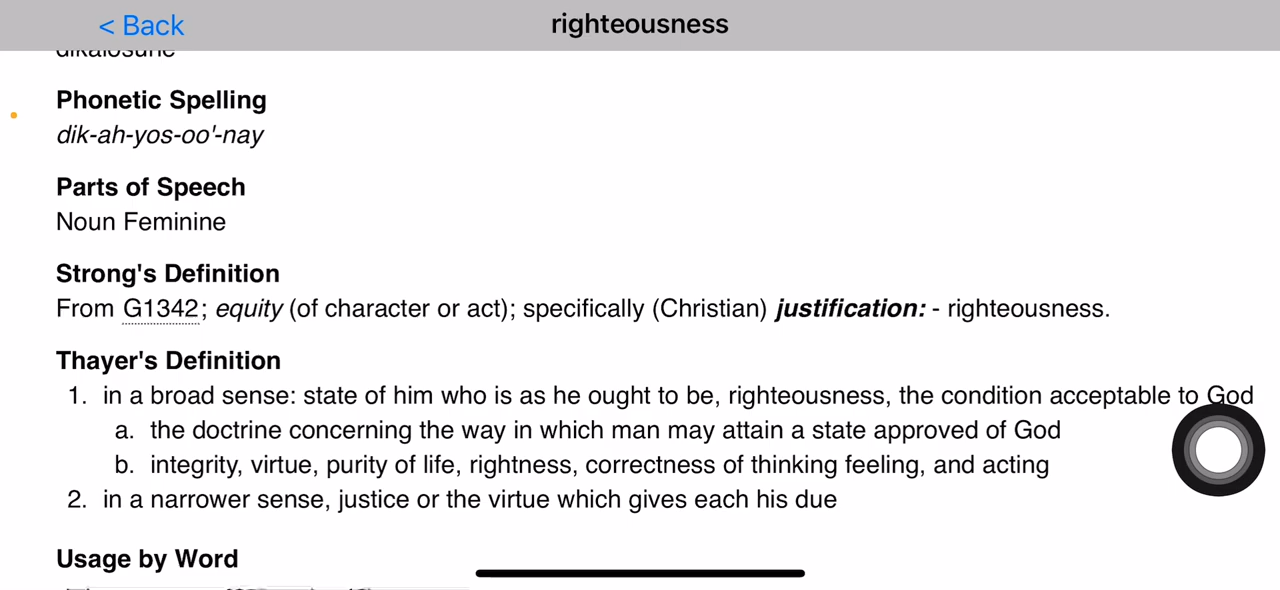 < Back
righteousness
dikaiosune
Phonetic Spelling
dik-ah-yos-oo'-nay
Parts of Speech
Noun Feminine
Strong's Definition
From G1342; equity (of character or act); specifically (Christian) justification: - righteousness.
Thayer's Definition
1. in a broad sense: state of him who is as he ought to be, righteousness, the condition acceptable to God
a. the doctrine concerning the way in which man may attain a state approved of God
b. integrity, virtue, purity of life, rightness, correctness of thinking feeling, and acting
2. in a narrower sense, justice or the virtue which gives each his due
Usage by Word